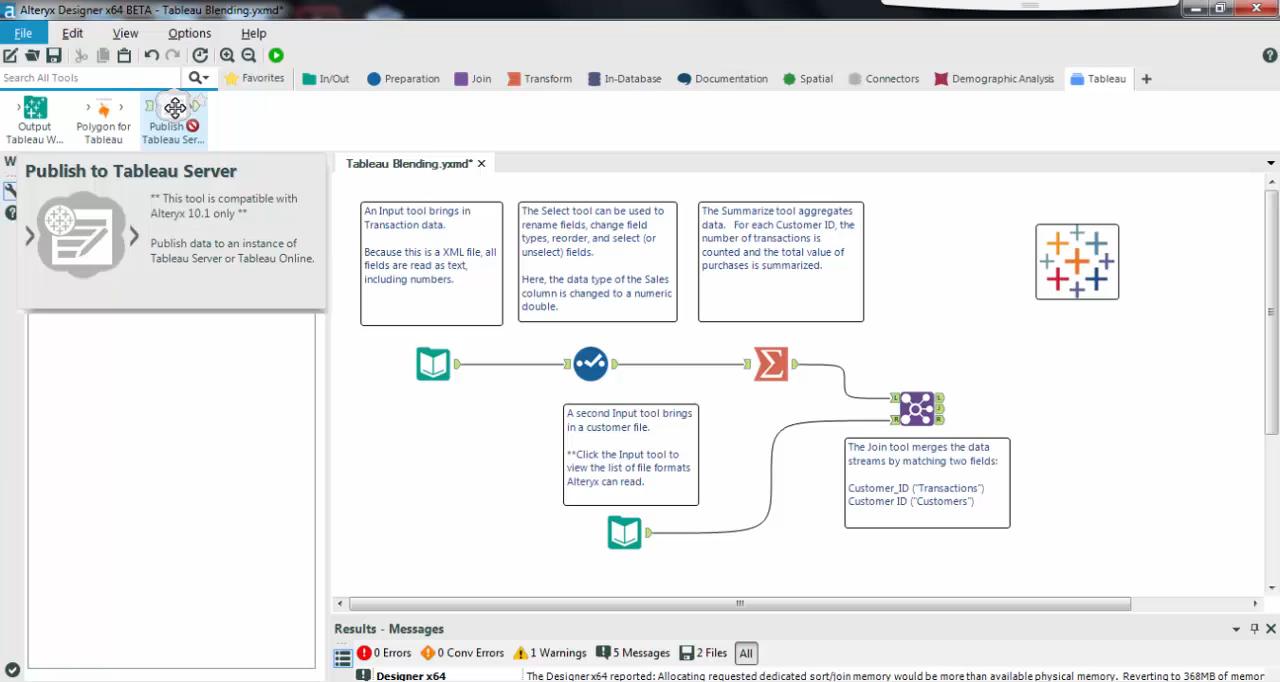 Alteryx Designer x64 BETA - Tableau Blending.yxmd*
File Edit View Options Help
Search All Tools
Favorites In/Out Preparation Join Transform In-Database Documentation Spatial Connectors Demographic Analysis Tableau
Output
Tableau W...
Polygon for
Tableau
Publish
Tableau Ser...
Publish to Tableau Server
** This tool is compatible with
Alteryx 10.1 only **
Publish data to an instance of
Tableau Server or Tableau Online.
Tableau Blending.yxmd*
An Input tool brings in
Transaction data.
Because this is a XML file, all
fields are read as text,
including numbers.
The Select tool can be used to
rename fields, change field
types, reorder, and select (or
unselect) fields.
Here, the data type of the Sales
column is changed to a numeric
double.
The Summarize tool aggregates
data. For each Customer ID, the
number of transactions is
counted and the total value of
purchases is summarized.
A second Input tool brings
in a customer file.
**Click the Input tool to
view the list of file formats
Alteryx can read.
L
R
L
J
R
The Join tool merges the data
streams by matching two fields:
Customer_ID ("Transactions")
Customer ID ("Customers")
Results - Messages
0 Errors 0 Conv Errors 1 Warnings 5 Messages 2 Files All
Designer x64 The Designer x64 reported: Allocating requested dedicated sort/join memory would be more than available physical memory. Reverting to 368MB of memor